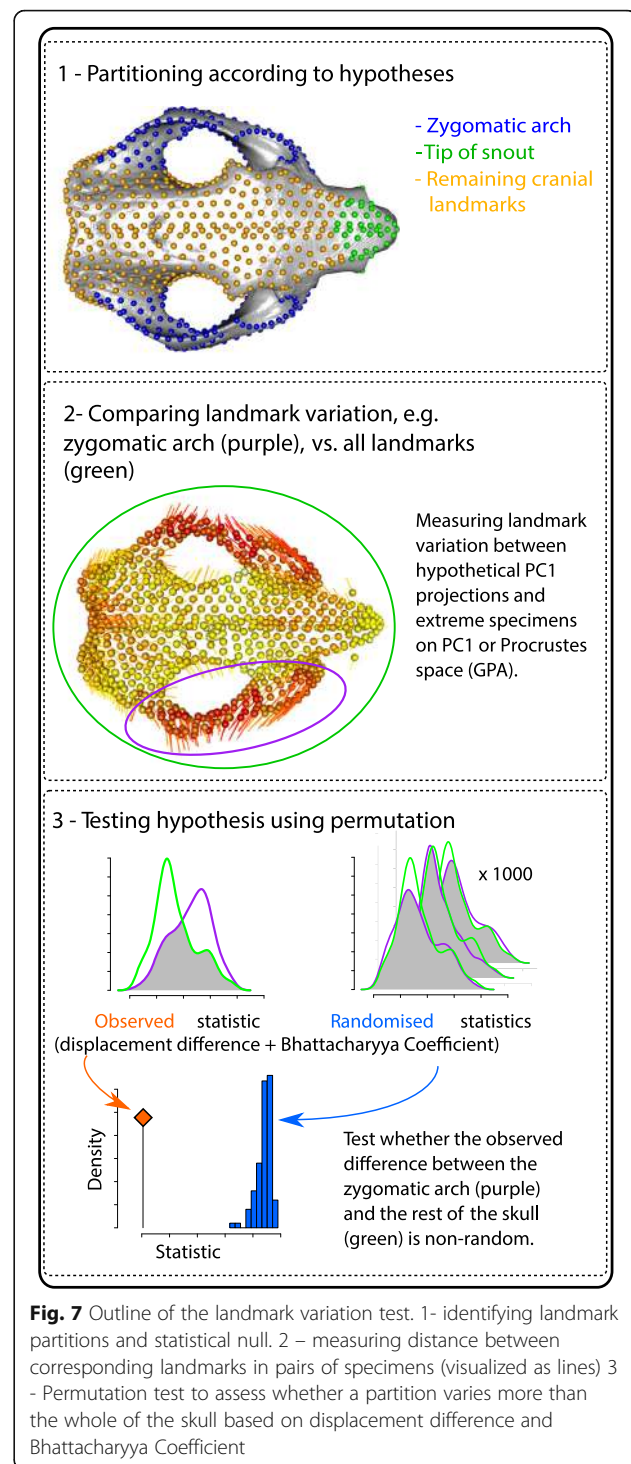 1 - Partitioning according to hypotheses
- Zygomatic arch
-Tip of snout
- Remaining cranial
landmarks
2- Comparing landmark variation, e.g.
zygomatic arch (purple), vs. all landmarks
(green)
Measuring landmark
variation between
hypothetical PC1
projections and
extreme specimens
on PC1 or Procrustes
space (GPA).
3 - Testing hypothesis using permutation
x 1000
Observed statistic
Randomised statistics
(displacement difference + Bhattacharyya Coefficient)
Density
Statistic
Test whether the observed
difference between the
zygomatic arch (purple)
and the rest of the skull
(green) is non-random.
Fig. 7 Outline of the landmark variation test. 1- identifying landmark
partitions and statistical null. 2 – measuring distance between
corresponding landmarks in pairs of specimens (visualized as lines) 3
- Permutation test to assess whether a partition varies more than
the whole of the skull based on displacement difference and
Bhattacharyya Coefficient